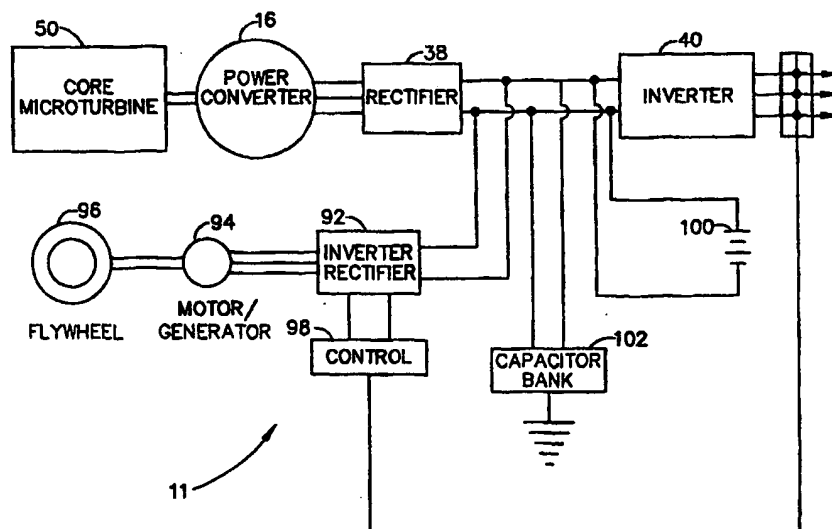 50
16
38
40
CORE
MICROTURBINE
POWER
CONVERTER
RECTIFIER
INVERTER
96
94
92
100
INVERTER
RECTIFIER
FLYWHEEL
MOTOR/
GENERATOR
98
CONTROL
102
CAPACITOR
BANK
11